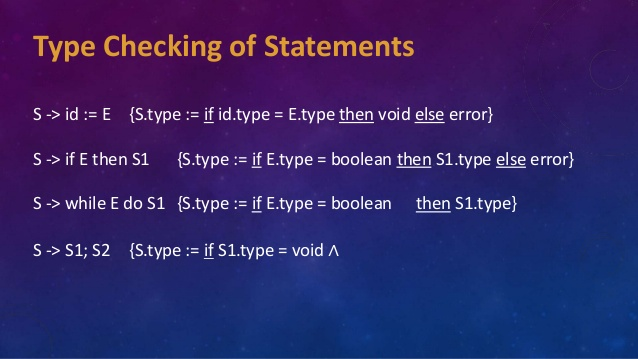 Type Checking of Statements
S -> id := E {S.type := if id.type = E.type then void else error}
S -> if E then S1 {S.type := if E.type = boolean then S1.type else error}
S -> while E do S1 {S.type := if E.type = boolean then S1.type}
S -> S1; S2 {S.type := if S1.type = void ∧